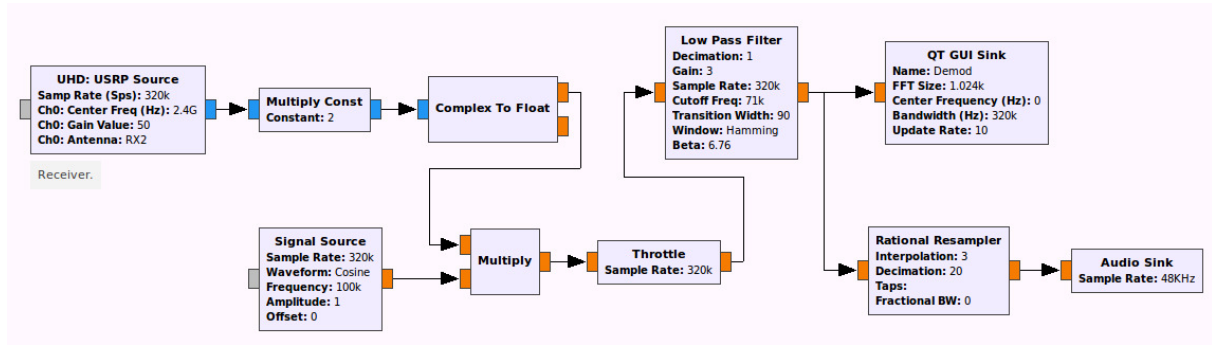 UHD: USRP Source
Samp Rate (Sps): 320k
Ch0: Center Freq (Hz): 2.4G
Ch0: Gain Value: 50
Ch0: Antenna: RX2
Receiver.
Multiply Const
Constant: 2
Complex To Float
Signal Source
Sample Rate: 320k
Waveform: Cosine
Frequency: 100k
Amplitude: 1
Offset: 0
Multiply
Throttle
Sample Rate: 320k
Low Pass Filter
Decimation: 1
Gain: 3
Sample Rate: 320k
Cutoff Freq: 71k
Transition Width: 90
Window: Hamming
Beta: 6.76
QT GUI Sink
Name: Demod
FFT Size: 1.024k
Center Frequency (Hz): 0
Bandwidth (Hz): 320k
Update Rate: 10
Rational Resampler
Interpolation: 3
Decimation: 20
Taps:
Fractional BW: 0
Audio Sink
Sample Rate: 48KHz